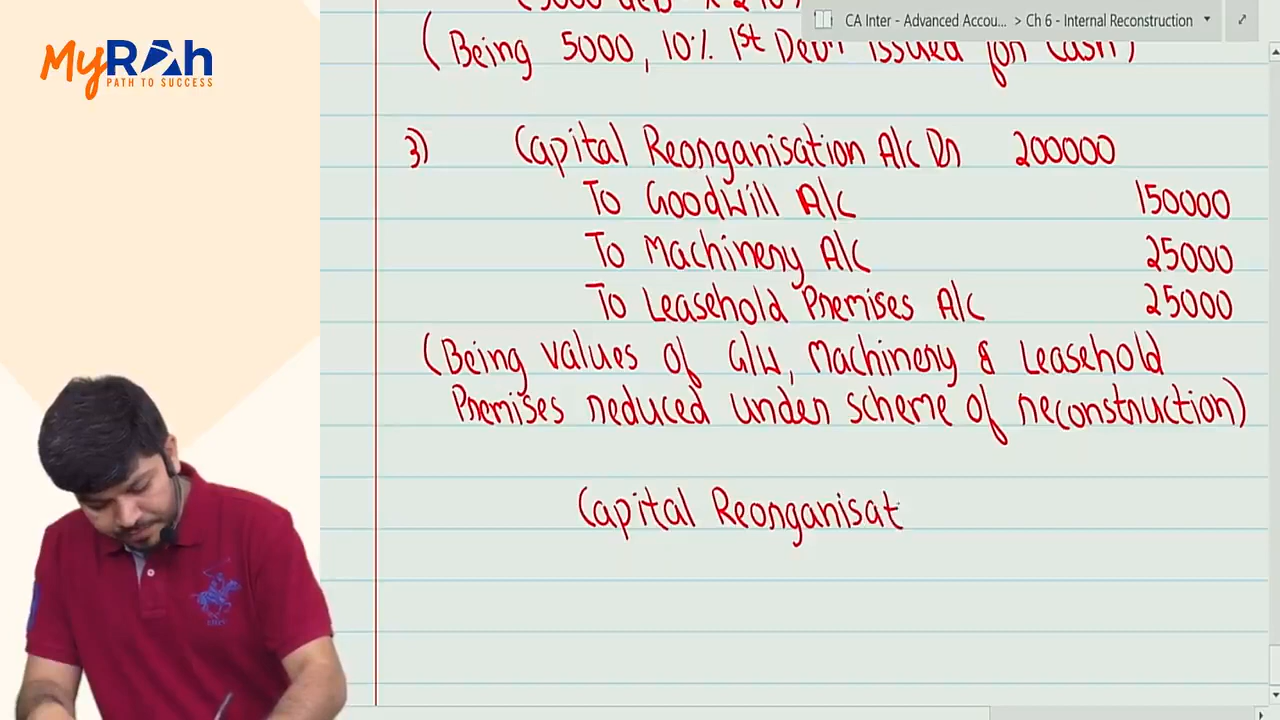 MyRAh
PATH TO SUCCESS
CA Inter - Advanced Accou... > Ch 6 - Internal Reconstruction
(Being 5000, 10% 1st Deb. issued for cash)
3) Capital Reorganisation A/c Dr 200000
To Goodwill A/c 150000
To Machinery A/c 25000
To Leasehold Premises A/c 25000
(Being values of G/W, Machinery & Leasehold
Premises reduced under scheme of reconstruction)
Capital Reorganisat